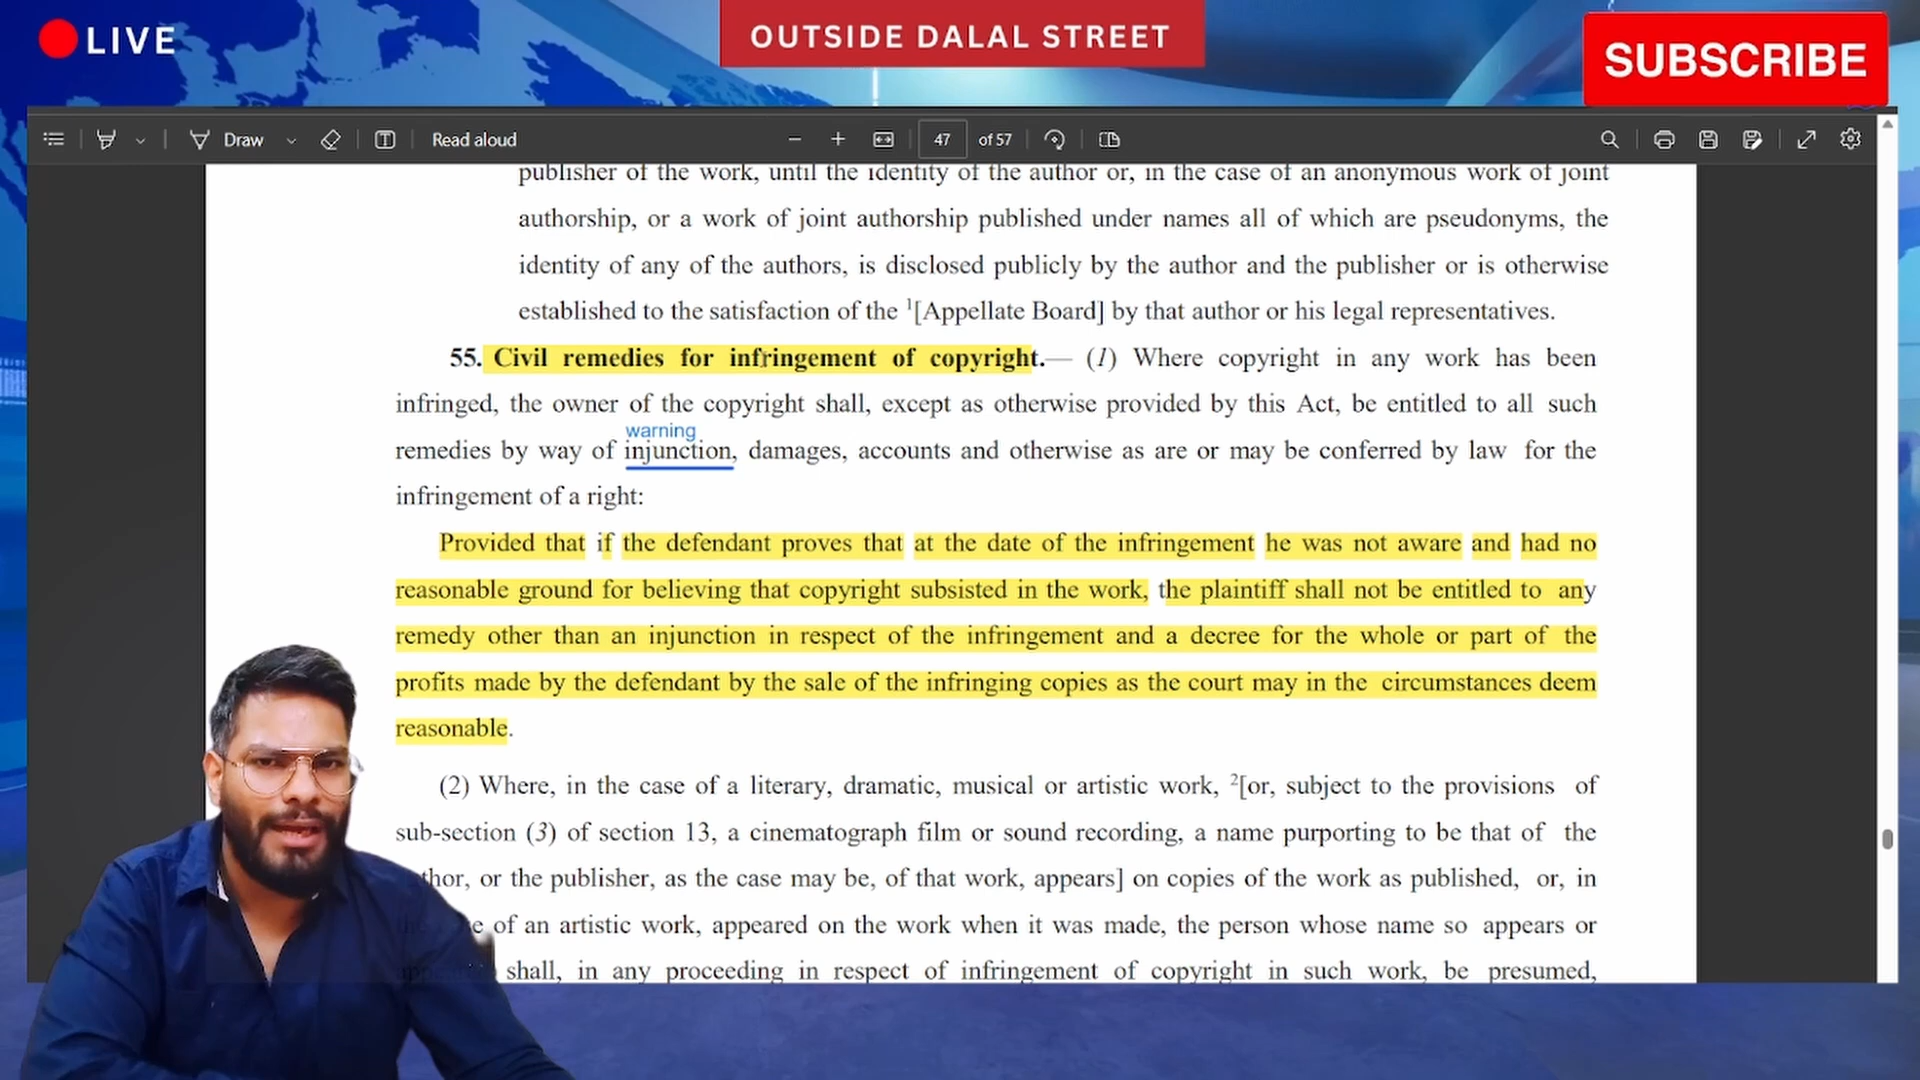 LIVE
OUTSIDE DALAL STREET
SUBSCRIBE
Draw
Read aloud
47
of 57
publisher of the work, until the identity of the author or, in the case of an anonymous work of joint
authorship, or a work of joint authorship published under names all of which are pseudonyms, the
identity of any of the authors, is disclosed publicly by the author and the publisher or is otherwise
established to the satisfaction of the 1[Appellate Board] by that author or his legal representatives.
55. Civil remedies for infringement of copyright.— (1) Where copyright in any work has been
infringed, the owner of the copyright shall, except as otherwise provided by this Act, be entitled to all such
warning
remedies by way of injunction, damages, accounts and otherwise as are or may be conferred by law for the
infringement of a right:
Provided that if the defendant proves that at the date of the infringement he was not aware and had no
reasonable ground for believing that copyright subsisted in the work, the plaintiff shall not be entitled to any
remedy other than an injunction in respect of the infringement and a decree for the whole or part of the
profits made by the defendant by the sale of the infringing copies as the court may in the circumstances deem
reasonable.
(2) Where, in the case of a literary, dramatic, musical or artistic work, 2[or, subject to the provisions of
sub-section (3) of section 13, a cinematograph film or sound recording, a name purporting to be that of the
thor, or the publisher, as the case may be, of that work, appears] on copies of the work as published, or, in
of an artistic work, appeared on the work when it was made, the person whose name so appears or
shall, in any proceeding in respect of infringement of copyright in such work, be presumed,